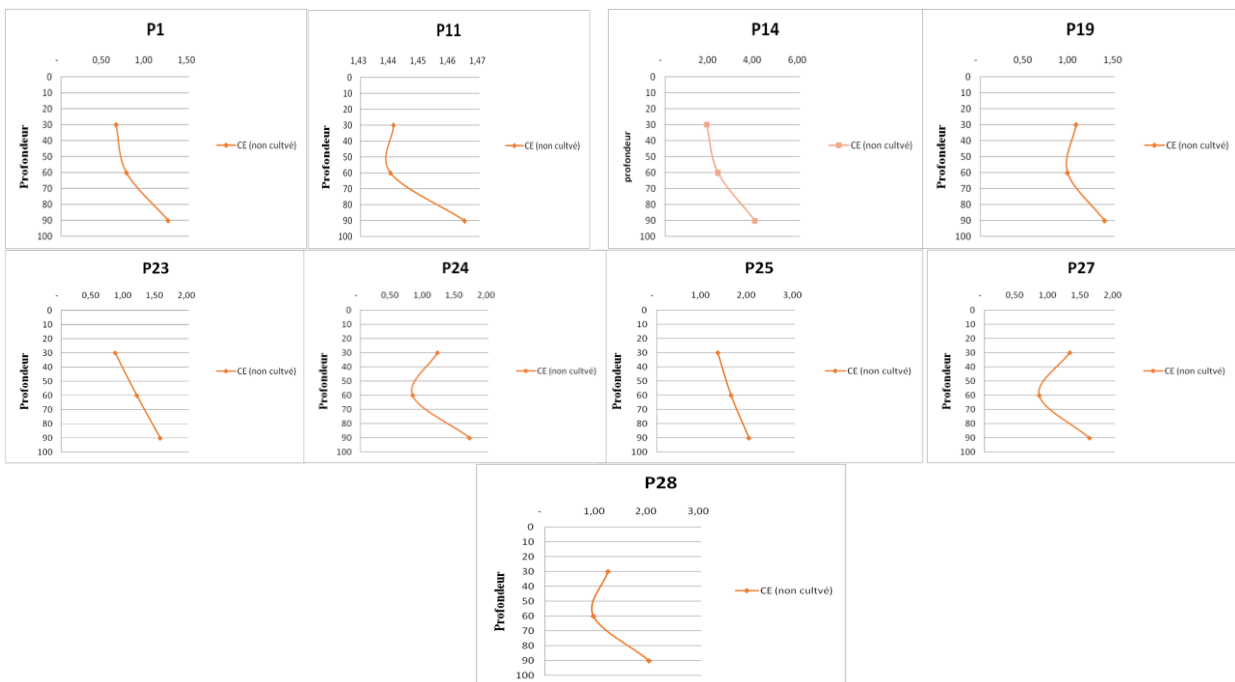 P1
- 0,50 1,00 1,50
0
10
20
30
40
50
60
70
80
90
100
Profondeur
CE (non cultvé)
P11
1,43 1,44 1,45 1,46 1,47
0
10
20
30
40
50
60
70
80
90
100
Profondeur
CE (non cultvé)
P14
- 2,00 4,00 6,00
0
10
20
30
40
50
60
70
80
90
100
profondeur
CE (non cultvé)
P19
- 0,50 1,00 1,50
0
10
20
30
40
50
60
70
80
90
100
Profondeur
CE (non cultvé)
P23
- 0,50 1,00 1,50 2,00
0
10
20
30
40
50
60
70
80
90
100
Profondeur
CE (non cultvé)
P24
- 0,50 1,00 1,50 2,00
0
10
20
30
40
50
60
70
80
90
100
Profondeur
CE (non cultvé)
P25
- 1,00 2,00 3,00
0
10
20
30
40
50
60
70
80
90
100
Profondeur
CE (non cultvé)
P27
- 0,50 1,00 1,50 2,00
0
10
20
30
40
50
60
70
80
90
100
Profondeur
CE (non cultvé)
P28
- 1,00 2,00 3,00
0
10
20
30
40
50
60
70
80
90
100
Profondeur
CE (non cultvé)